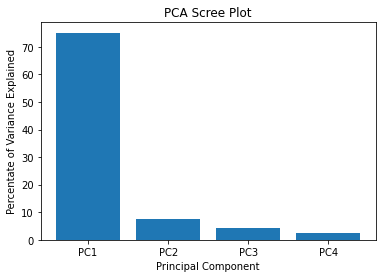 PCA Scree Plot
Percentate of Variance Explained
70
60
50
40
30
20
10
0
PC1 PC2 PC3 PC4
Principal Component